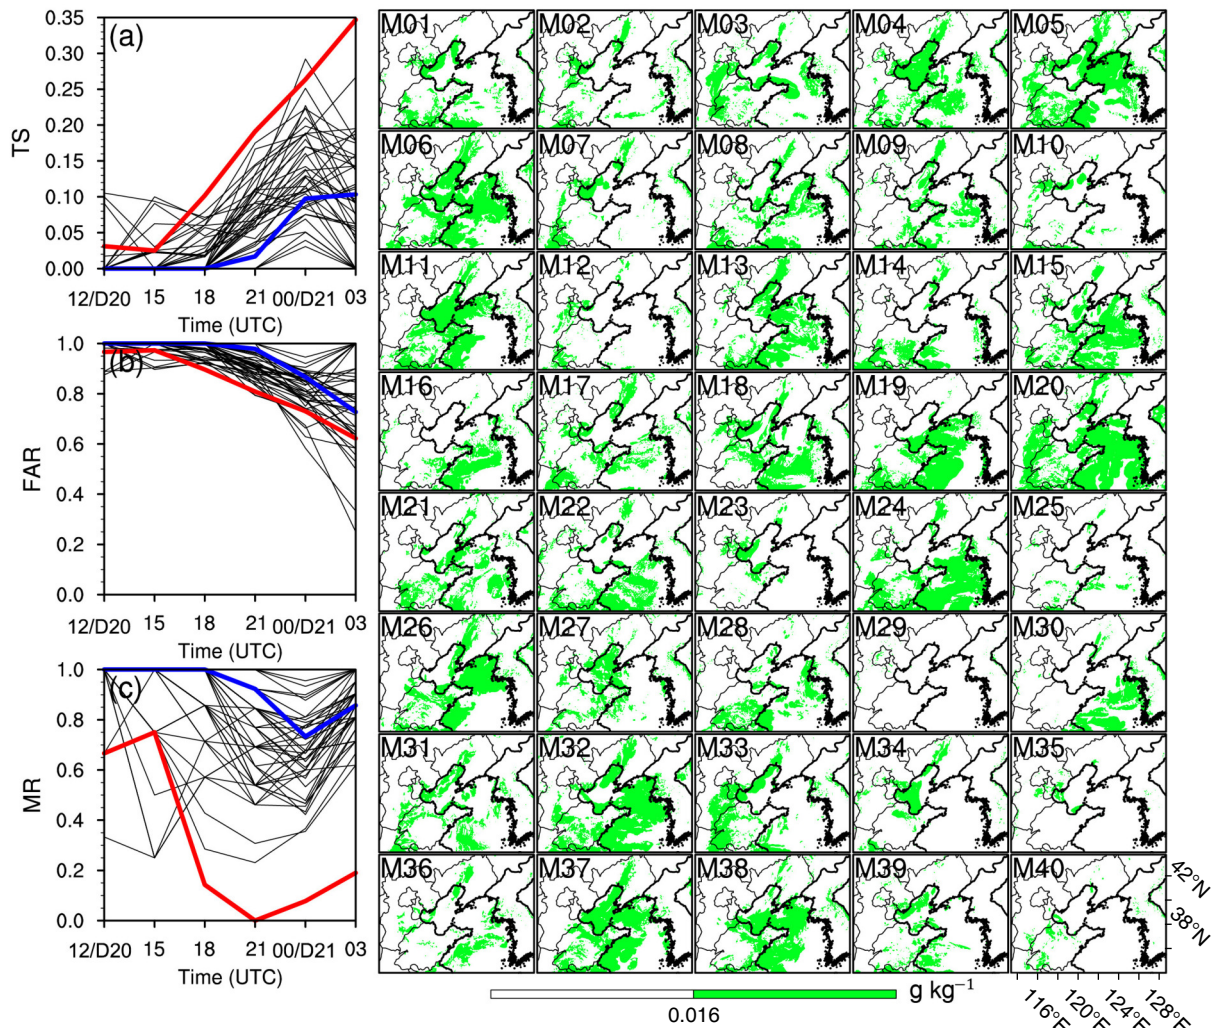 (a)
0.35
0.30
0.25
0.20
0.15
0.10
0.05
0.00
TS
12/D20 15 18 21 00/D21 03
Time (UTC)
(b)
1.0
0.8
0.6
0.4
0.2
0.0
FAR
12/D20 15 18 21 00/D21 03
Time (UTC)
(c)
1.0
0.8
0.6
0.4
0.2
0.0
MR
12/D20 15 18 21 00/D21 03
Time (UTC)
M01 M02 M03 M04 M05
M06 M07 M08 M09 M10
M11 M12 M13 M14 M15
M16 M17 M18 M19 M20
M21 M22 M23 M24 M25
M26 M27 M28 M29 M30
M31 M32 M33 M34 M35
M36 M37 M38 M39 M40
42°N
38°N
116°E 120°E 124°E 128°E
g kg⁻¹
0.016